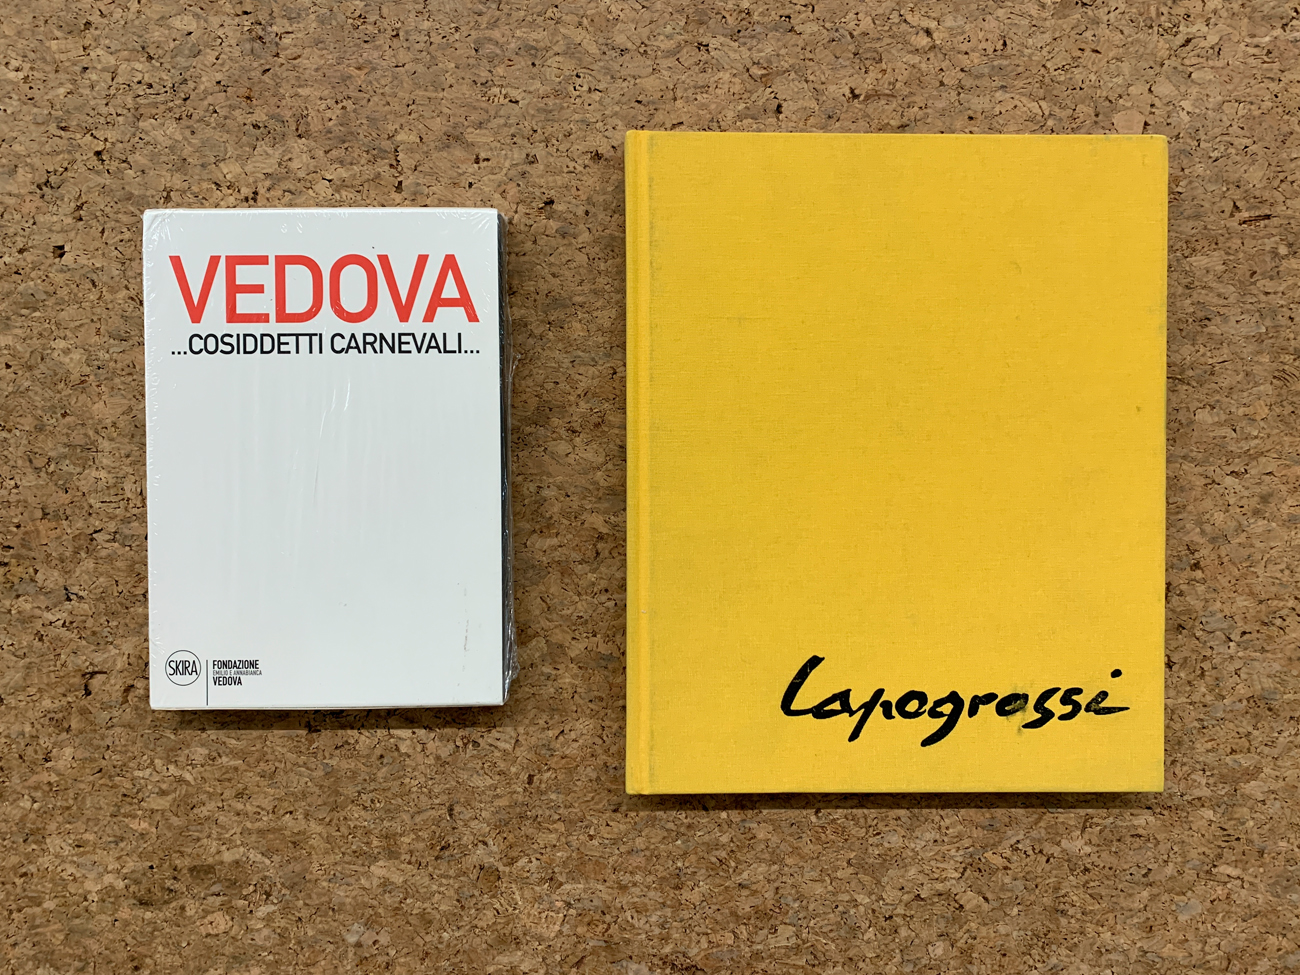 VEDOVA
...COSIDDETTI CARNEVALI...
SKIRA
FONDAZIONE
EMILIO E ANNABIANCA
VEDOVA
Capogrossi